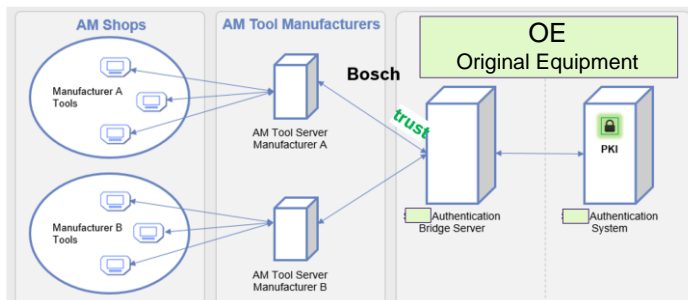 AM Shops
AM Tool Manufacturers
OE
Original Equipment
Manufacturer A
Tools
Bosch
trust
PKI
AM Tool Server
Manufacturer A
Authentication
Bridge Server
Authentication
System
Manufacturer B
Tools
AM Tool Server
Manufacturer B